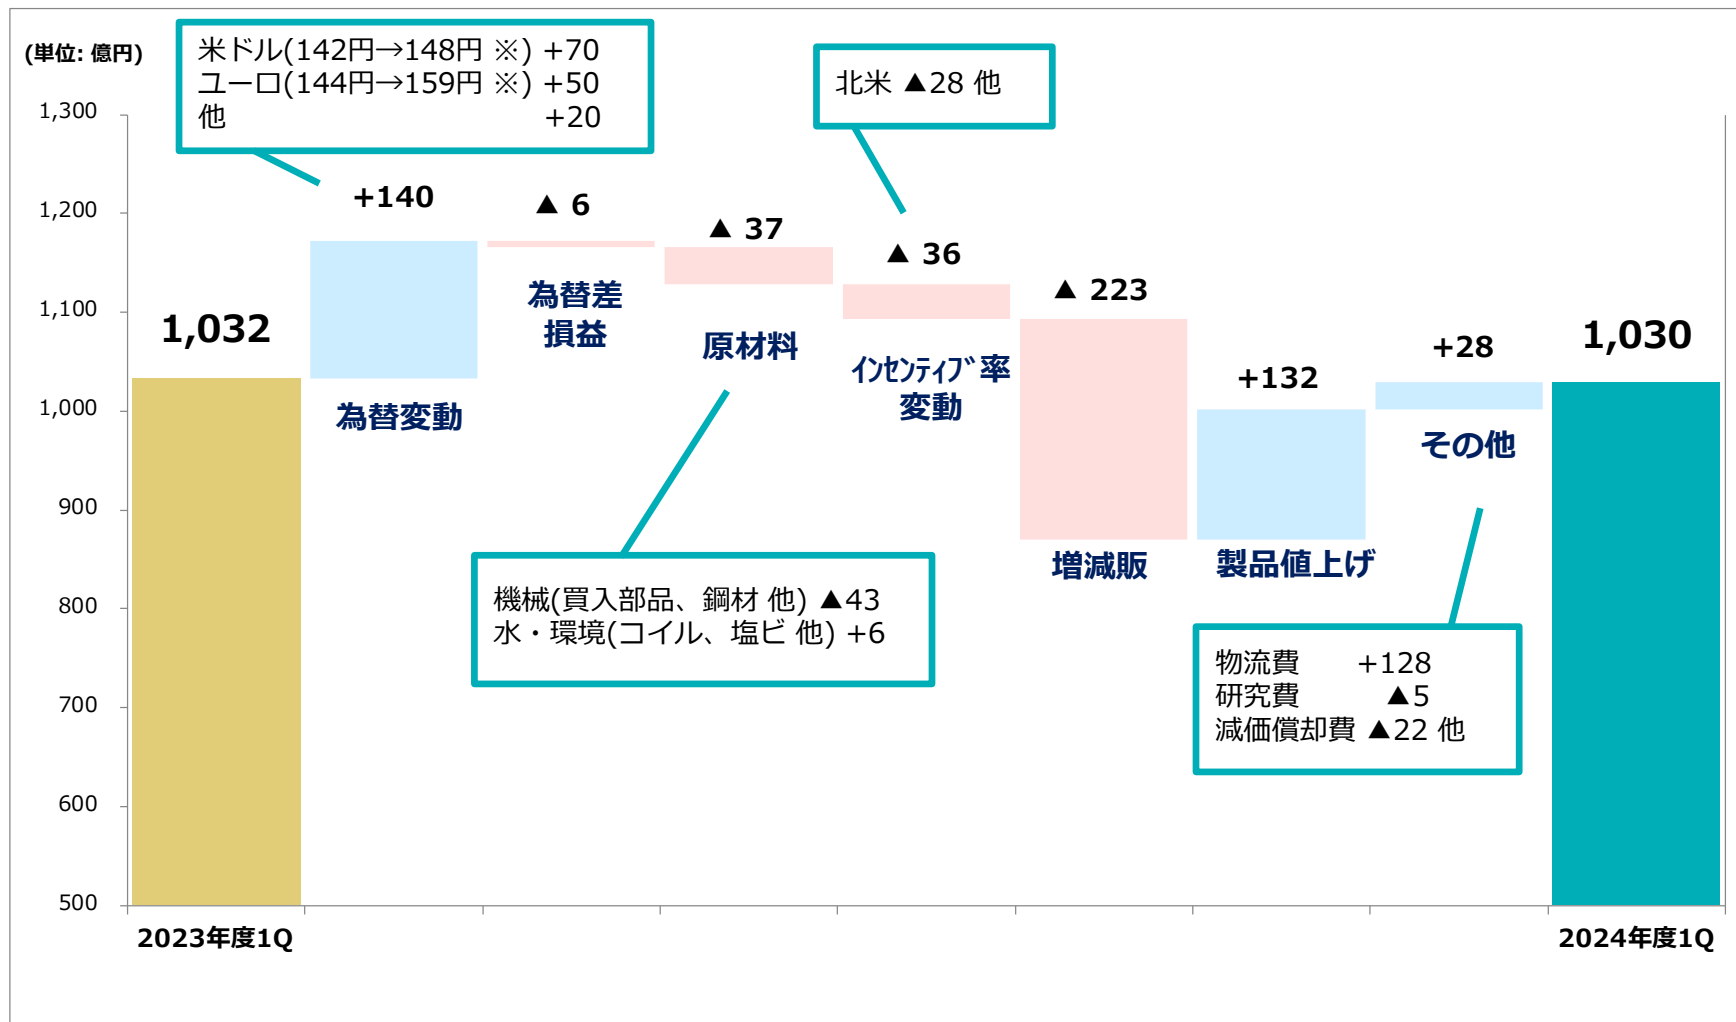 (単位: 億円)
米ドル(142円→148円 ※) +70
ユーロ(144円→159円 ※) +50
他 +20
北米 ▲28 他
1,300
1,200
1,100
1,000
900
800
700
600
500
1,032
+140
為替変動
▲ 6
為替差
損益
▲ 37
原材料
▲ 36
ｲﾝｾﾝﾃｨﾌﾞ率
変動
▲ 223
増減販
+132
製品値上げ
+28
その他
1,030
機械(買入部品、鋼材 他) ▲43
水・環境(コイル、塩ビ 他) +6
物流費 +128
研究費 ▲5
減価償却費 ▲22 他
2023年度1Q
2024年度1Q